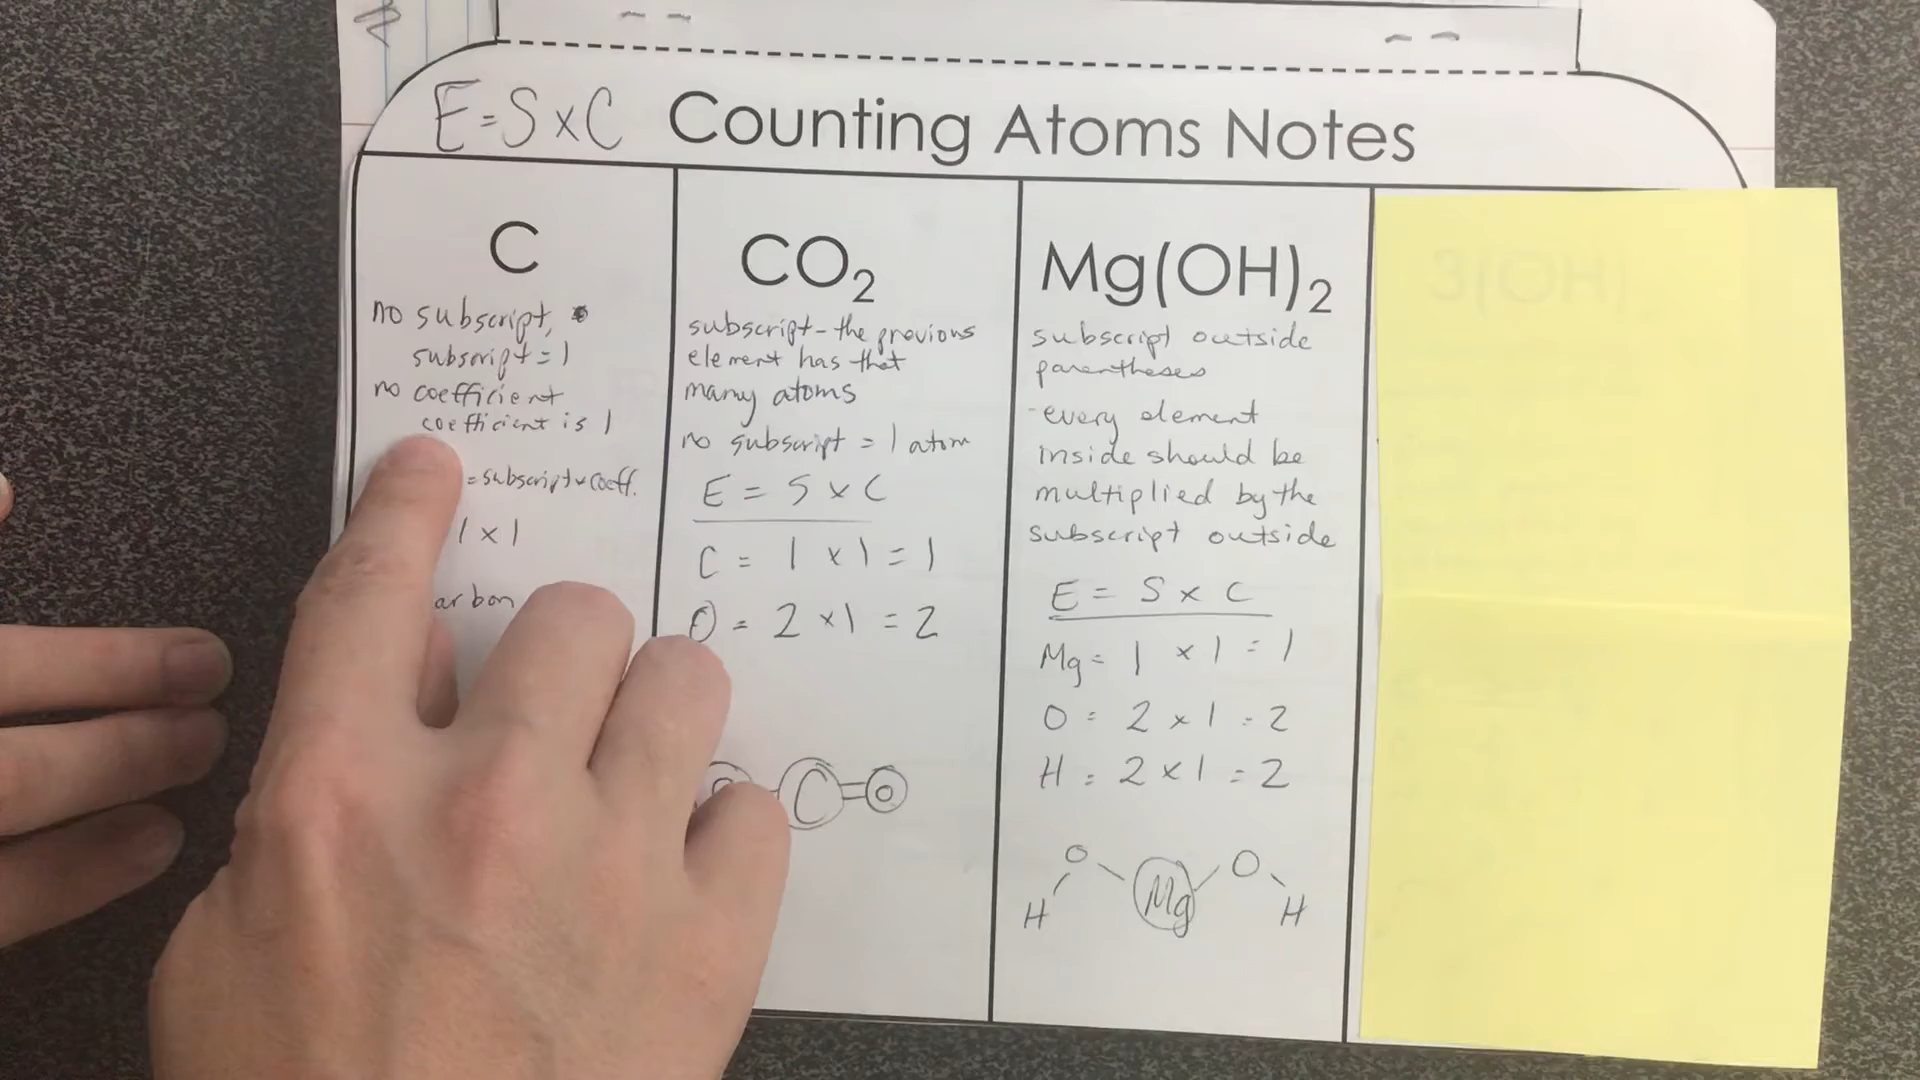 E=SxC Counting Atoms Notes
C
no subscript,
subscript = 1
no coefficient
coefficient is 1
= subscript x coeff.
1 x 1
arbon
CO₂
subscript - the previous
element has that
many atoms
no subscript = 1 atom
E = S x C
C = 1 x 1 = 1
O = 2 x 1 = 2
C=O
Mg(OH)₂
subscript outside
parentheses
- every element
inside should be
multiplied by the
subscript outside
E = S x C
Mg = 1 x 1 = 1
O = 2 x 1 = 2
H = 2 x 1 = 2
O Mg O
H H